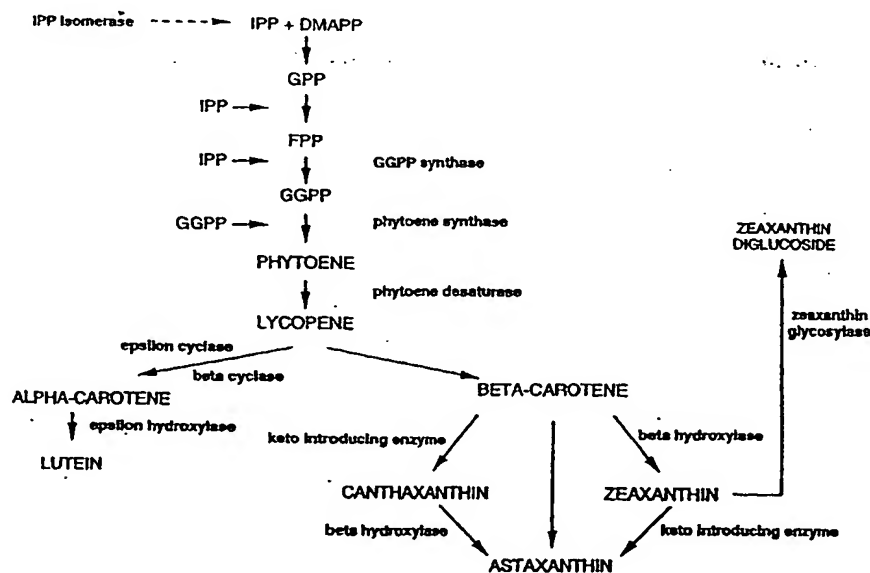 IPP Isomerase
IPP + DMAPP
GPP
IPP
FPP
IPP
GGPP synthase
GGPP
GGPP
phytoene synthase
PHYTOENE
phytoene desaturase
LYCOPENE
epsilon cyclase
beta cyclase
ALPHA-CAROTENE
epsilon hydroxylase
LUTEIN
BETA-CAROTENE
keto introducing enzyme
beta hydroxylase
CANTHAXANTHIN
ZEAXANTHIN
beta hydroxylase
keto introducing enzyme
ASTAXANTHIN
ZEAXANTHIN
DIGLUCOSIDE
zeaxanthin
glycosylase